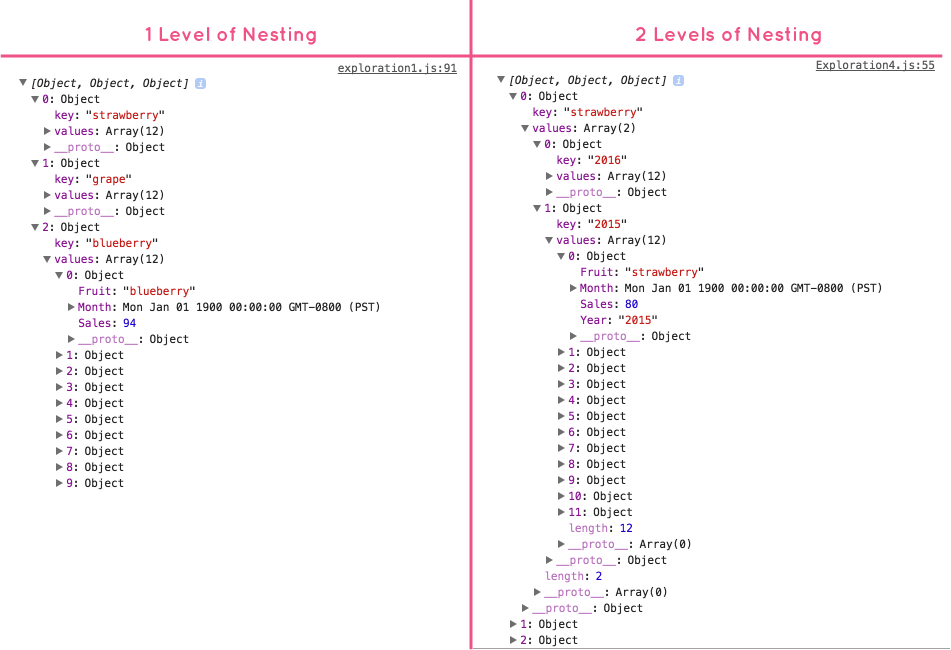 1 Level of Nesting
exploration1.js:91
[Object, Object, Object] i
0: Object
key: "strawberry"
values: Array(12)
__proto__: Object
1: Object
key: "grape"
values: Array(12)
__proto__: Object
2: Object
key: "blueberry"
values: Array(12)
0: Object
Fruit: "blueberry"
Month: Mon Jan 01 1900 00:00:00 GMT-0800 (PST)
Sales: 94
__proto__: Object
1: Object
2: Object
3: Object
4: Object
5: Object
6: Object
7: Object
8: Object
9: Object
2 Levels of Nesting
Exploration4.js:55
[Object, Object, Object] i
0: Object
key: "strawberry"
values: Array(2)
0: Object
key: "2016"
values: Array(12)
__proto__: Object
1: Object
key: "2015"
values: Array(12)
0: Object
Fruit: "strawberry"
Month: Mon Jan 01 1900 00:00:00 GMT-0800 (PST)
Sales: 80
Year: "2015"
__proto__: Object
1: Object
2: Object
3: Object
4: Object
5: Object
6: Object
7: Object
8: Object
9: Object
10: Object
11: Object
length: 12
__proto__: Array(0)
__proto__: Object
length: 2
__proto__: Array(0)
__proto__: Object
1: Object
2: Object